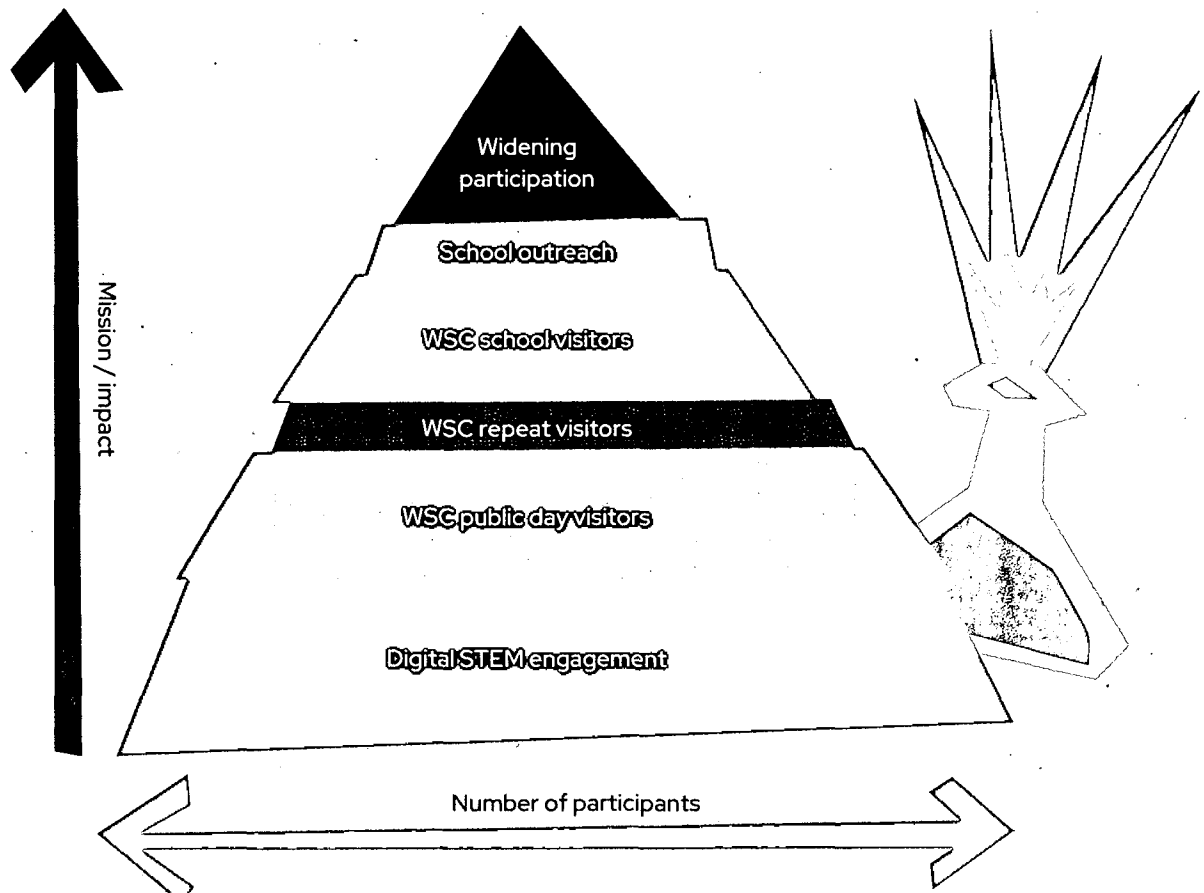 Widening
participation
School outreach
WSC school visitors
Mission / impact
WSC repeat visitors
WSC public day visitors
Digital STEM engagement
Number of participants